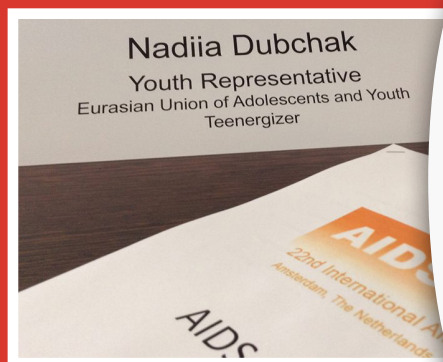 Nadiia Dubchak
Youth Representative
Eurasian Union of Adolescents and Youth
Teenergizer
AIDS
22nd International
Amsterdam, The Netherlands
AIDS